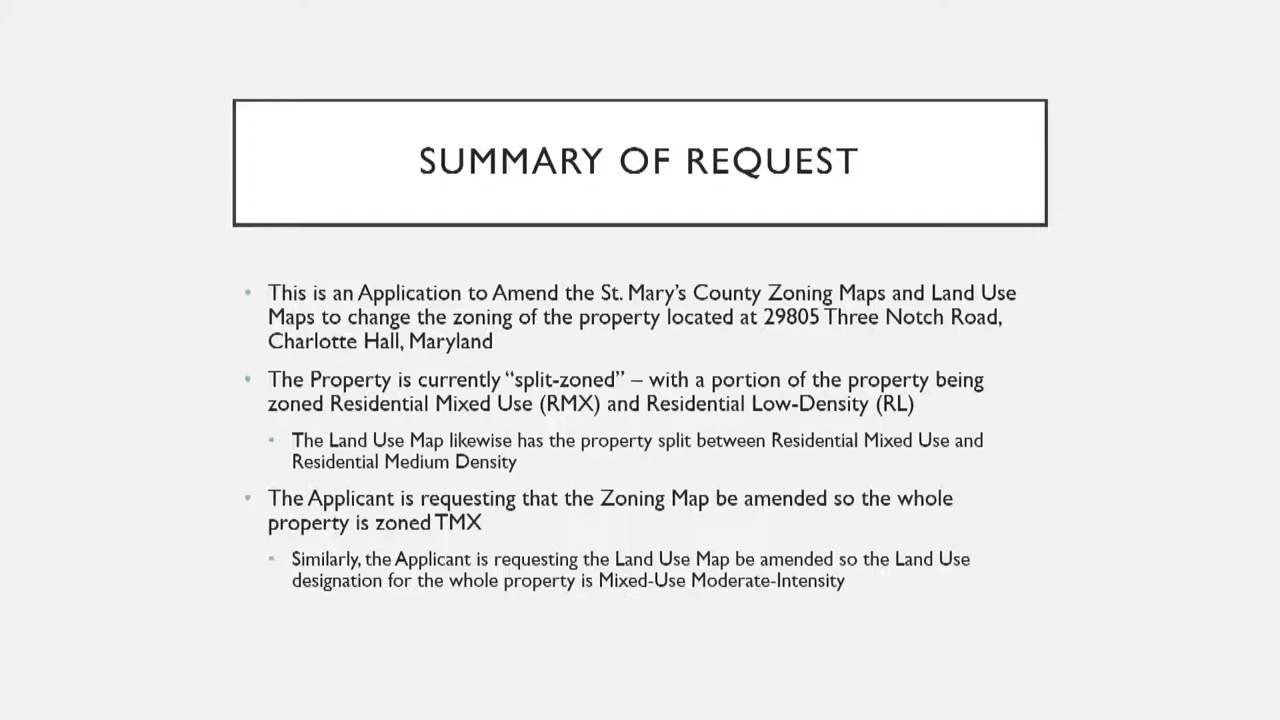 SUMMARY OF REQUEST
• This is an Application to Amend the St. Mary's County Zoning Maps and Land Use
Maps to change the zoning of the property located at 29805 Three Notch Road,
Charlotte Hall, Maryland
• The Property is currently “split-zoned” – with a portion of the property being
zoned Residential Mixed Use (RMX) and Residential Low-Density (RL)
• The Land Use Map likewise has the property split between Residential Mixed Use and
Residential Medium Density
• The Applicant is requesting that the Zoning Map be amended so the whole
property is zoned TMX
• Similarly, the Applicant is requesting the Land Use Map be amended so the Land Use
designation for the whole property is Mixed-Use Moderate-Intensity